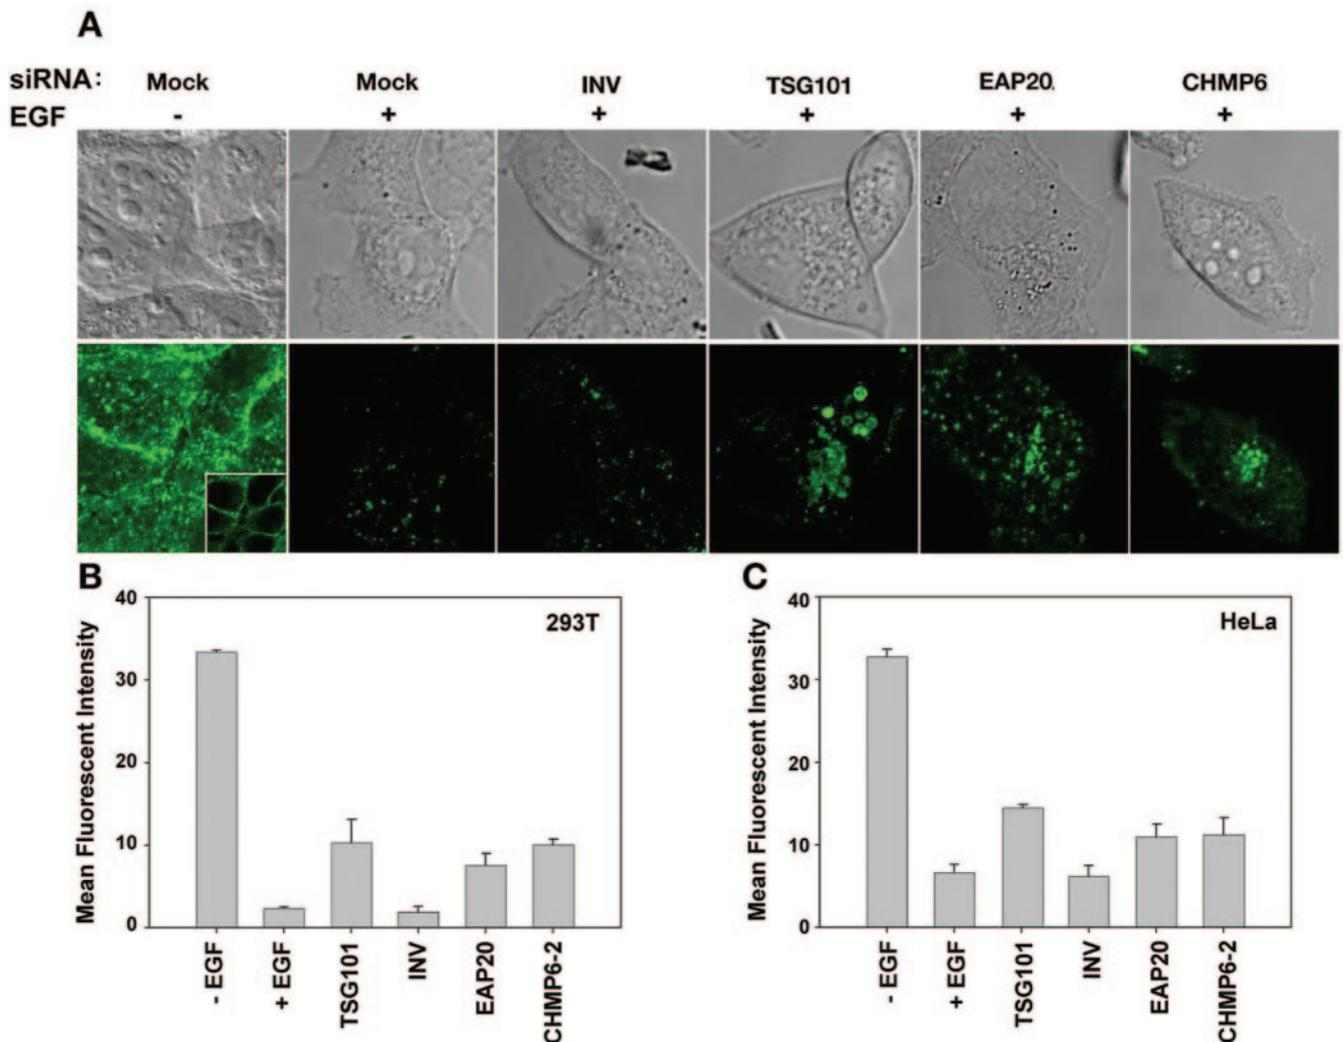 A
siRNA: Mock Mock INV TSG101 EAP20. CHMP6
EGF - + + + + +
B
40
30
20
10
0
Mean Fluorescent Intensity
293T
- EGF
+ EGF
TSG101
INV
EAP20
CHMP6-2
C
40
30
20
10
0
Mean Fluorescent Intensity
HeLa
- EGF
+ EGF
TSG101
INV
EAP20
CHMP6-2